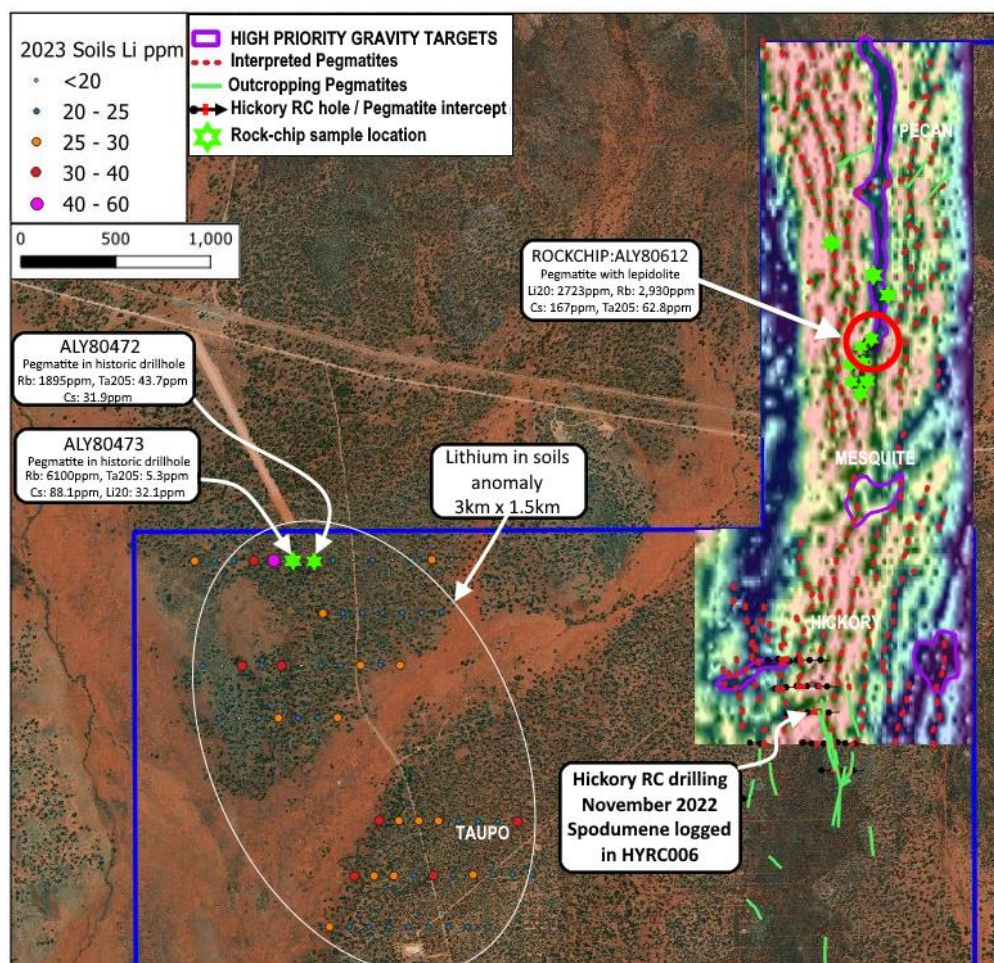 2023 Soils Li ppm
<20
20 - 25
25 - 30
30 - 40
40 - 60
HIGH PRIORITY GRAVITY TARGETS
Interpreted Pegmatites
Outcropping Pegmatites
Hickory RC hole / Pegmatite intercept
Rock-chip sample location
0 500 1,000
PECAN
ROCKCHIP:ALY80612
Pegmatite with lepidolite
Li20: 2723ppm, Rb: 2,930ppm
Cs: 167ppm, Ta205: 62.8ppm
ALY80472
Pegmatite in historic drillhole
Rb: 1895ppm, Ta205: 43.7ppm
Cs: 31.9ppm
ALY80473
Pegmatite in historic drillhole
Rb: 6100ppm, Ta205: 5.3ppm
Cs: 88.1ppm, Li20: 32.1ppm
Lithium in soils
anomaly
3km x 1.5km
MESQUITE
HICKORY
Hickory RC drilling
November 2022
Spodumene logged
in HYRC006
TAUPO